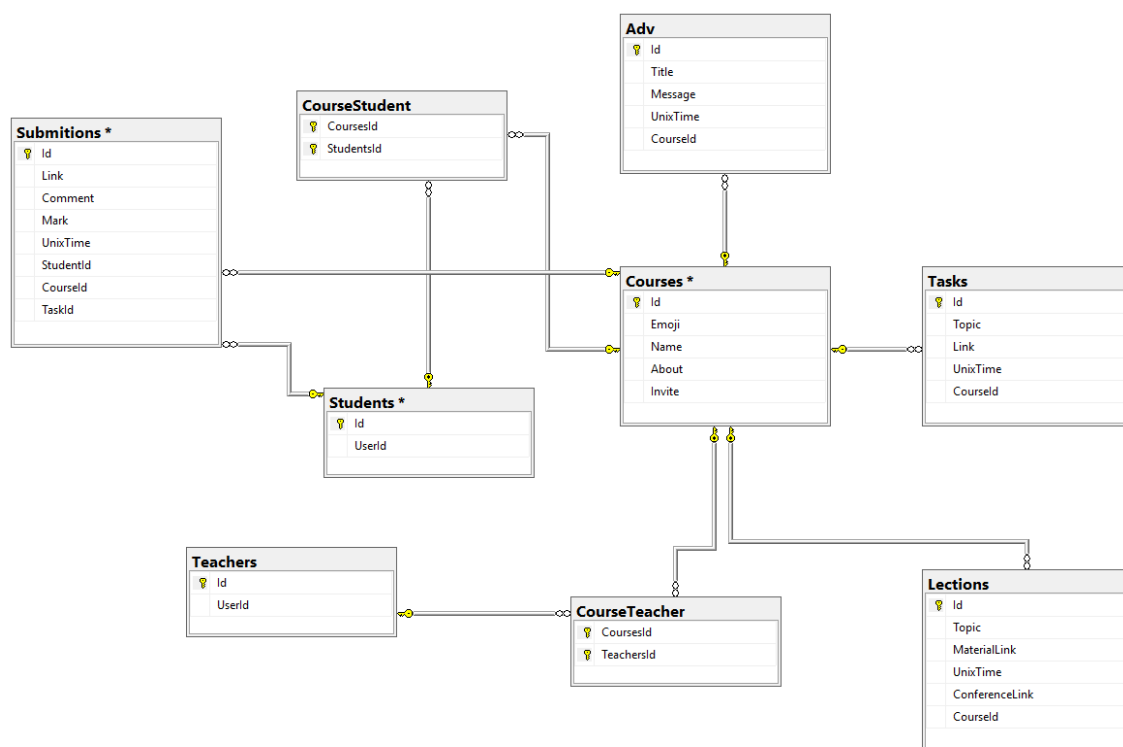 Adv
Id
Title
Message
UnixTime
CourseId
CourseStudent
CoursesId
StudentsId
Submitions *
Id
Link
Comment
Mark
UnixTime
StudentId
CourseId
TaskId
Courses *
Id
Emoji
Name
About
Invite
Tasks
Id
Topic
Link
UnixTime
CourseId
Students *
Id
UserId
Teachers
Id
UserId
CourseTeacher
CoursesId
TeachersId
Lections
Id
Topic
MaterialLink
UnixTime
ConferenceLink
CourseId